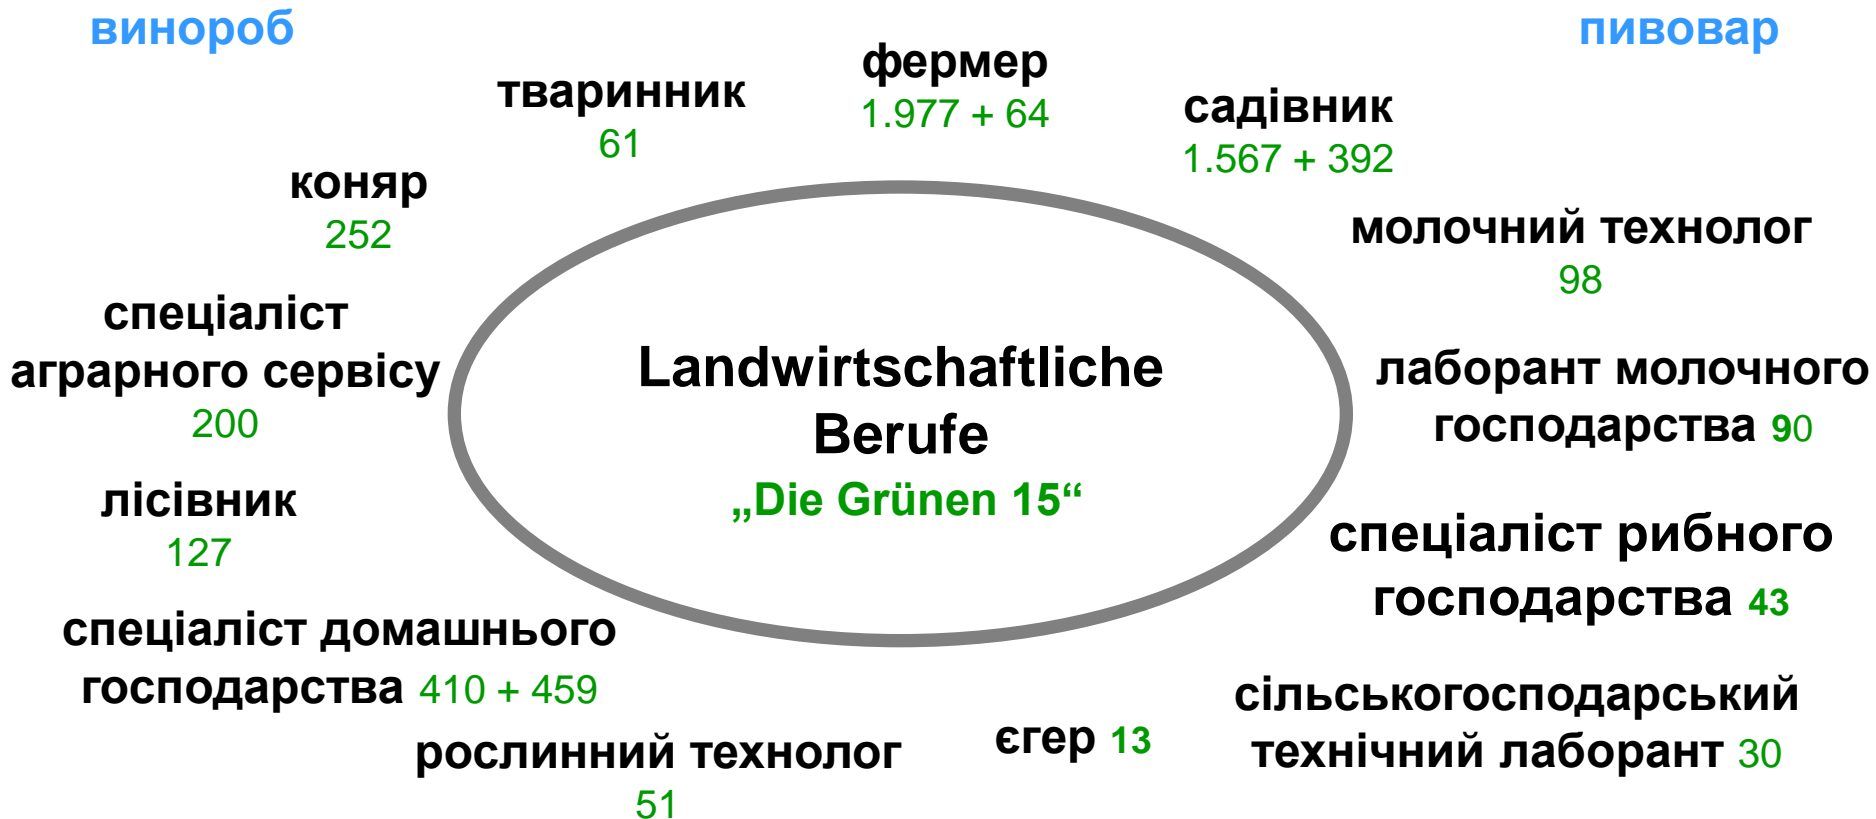 винороб
пивовар
фермер
1.977 + 64
тваринник
61
садівник
1.567 + 392
коняр
252
молочний технолог
98
спеціаліст
аграрного сервісу
200
Landwirtschaftliche
Berufe
„Die Grünen 15“
лаборант молочного
господарства 90
лісівник
127
спеціаліст рибного
господарства 43
спеціаліст домашнього
господарства 410 + 459
сільськогосподарський
технічний лаборант 30
єгер 13
рослинний технолог
51